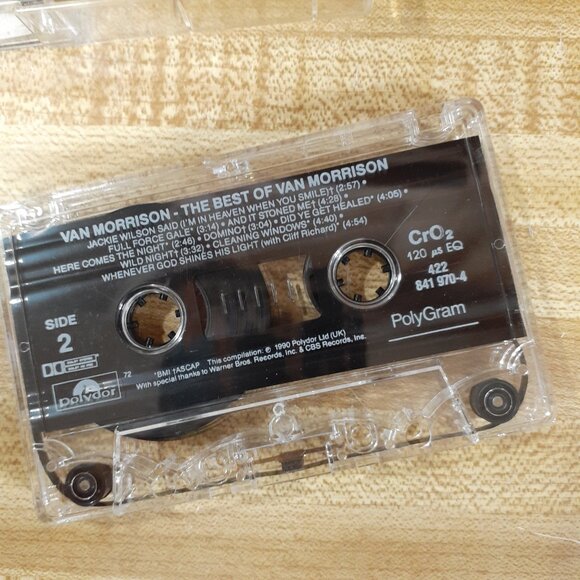 VAN MORRISON - THE BEST OF VAN MORRISON
JACKIE WILSON SAID (I'M IN HEAVEN WHEN YOU SMILE)† (2:57) •
FULL FORCE GALE* (3:14) • AND IT STONED ME† (4:28) •
HERE COMES THE NIGHT* (2:46) • DOMINO† (3:04) • DID YE GET HEALED* (4:05) •
WILD NIGHT† (3:32) • CLEANING WINDOWS* (4:40) •
WHENEVER GOD SHINES HIS LIGHT (with Cliff Richard)* (4:54)
CrO2
120 µs EQ
422
841 970-4
PolyGram
SIDE
2
polydor
72
*BMI †ASCAP This compilation: ℗ 1990 Polydor Ltd (UK)
With special thanks to Warner Bros. Records, Inc. & CBS Records, Inc.